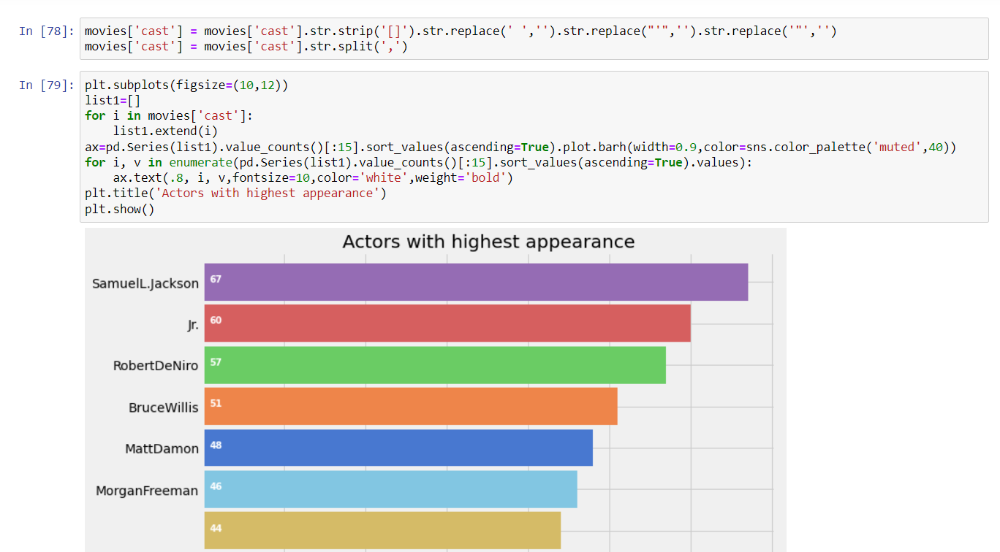 In [78]: movies['cast'] = movies['cast'].str.strip('[]').str.replace(' ','').str.replace("'",'').str.replace('"','')
movies['cast'] = movies['cast'].str.split(',')
In [79]: plt.subplots(figsize=(10,12))
list1=[]
for i in movies['cast']:
    list1.extend(i)
ax=pd.Series(list1).value_counts()[:15].sort_values(ascending=True).plot.barh(width=0.9,color=sns.color_palette('muted',40))
for i, v in enumerate(pd.Series(list1).value_counts()[:15].sort_values(ascending=True).values):
    ax.text(.8, i, v,fontsize=10,color='white',weight='bold')
plt.title('Actors with highest appearance')
plt.show()
Actors with highest appearance
SamuelL.Jackson 67
Jr. 60
RobertDeNiro 57
BruceWillis 51
MattDamon 48
MorganFreeman 46
44